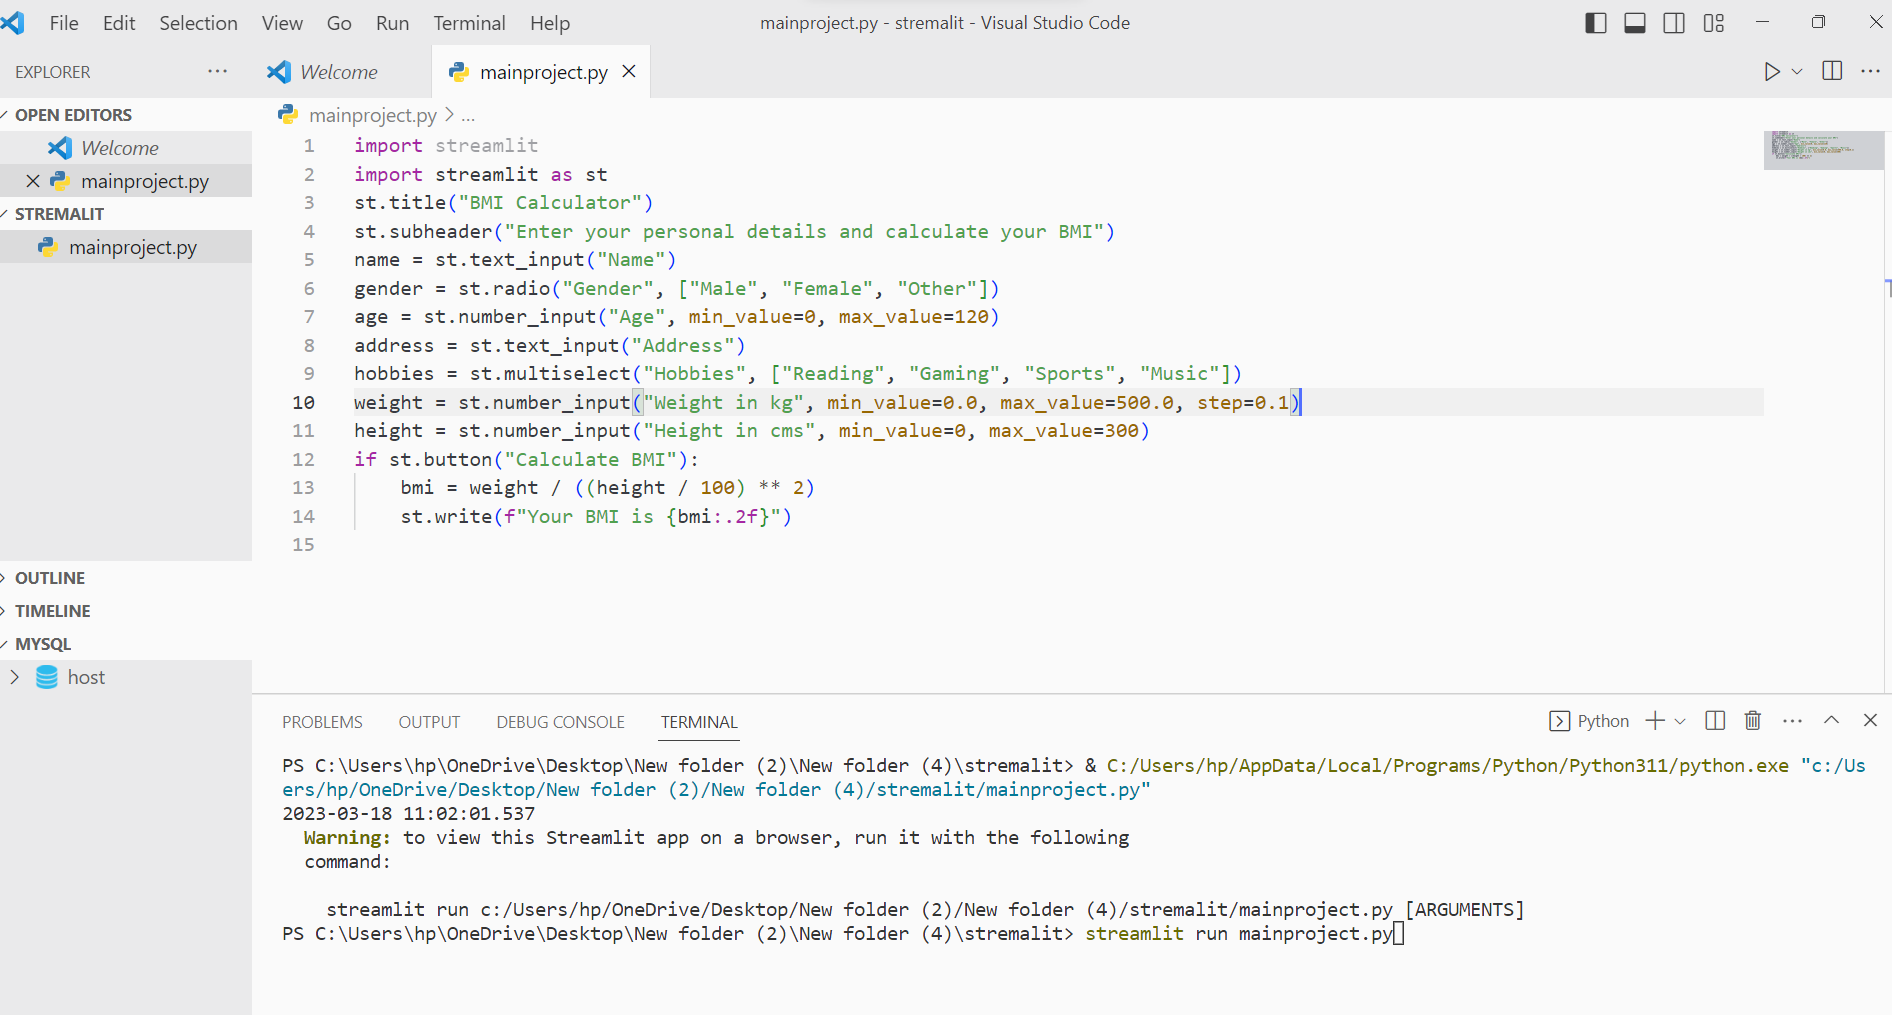 File Edit Selection View Go Run Terminal Help
mainproject.py - stremalit - Visual Studio Code
EXPLORER
Welcome
mainproject.py
OPEN EDITORS
Welcome
mainproject.py
STREMALIT
mainproject.py
OUTLINE
TIMELINE
MYSQL
host
mainproject.py > ...
1 import streamlit
2 import streamlit as st
3 st.title("BMI Calculator")
4 st.subheader("Enter your personal details and calculate your BMI")
5 name = st.text_input("Name")
6 gender = st.radio("Gender", ["Male", "Female", "Other"])
7 age = st.number_input("Age", min_value=0, max_value=120)
8 address = st.text_input("Address")
9 hobbies = st.multiselect("Hobbies", ["Reading", "Gaming", "Sports", "Music"])
10 weight = st.number_input("Weight in kg", min_value=0.0, max_value=500.0, step=0.1)
11 height = st.number_input("Height in cms", min_value=0, max_value=300)
12 if st.button("Calculate BMI"):
13     bmi = weight / ((height / 100) ** 2)
14     st.write(f"Your BMI is {bmi:.2f}")
15
PROBLEMS OUTPUT DEBUG CONSOLE TERMINAL
Python
PS C:\Users\hp\OneDrive\Desktop\New folder (2)\New folder (4)\stremalit> & C:/Users/hp/AppData/Local/Programs/Python/Python311/python.exe "c:/Us
ers/hp/OneDrive/Desktop/New folder (2)/New folder (4)/stremalit/mainproject.py"
2023-03-18 11:02:01.537
  Warning: to view this Streamlit app on a browser, run it with the following
  command:
    streamlit run c:/Users/hp/OneDrive/Desktop/New folder (2)/New folder (4)/stremalit/mainproject.py [ARGUMENTS]
PS C:\Users\hp\OneDrive\Desktop\New folder (2)\New folder (4)\stremalit> streamlit run mainproject.py